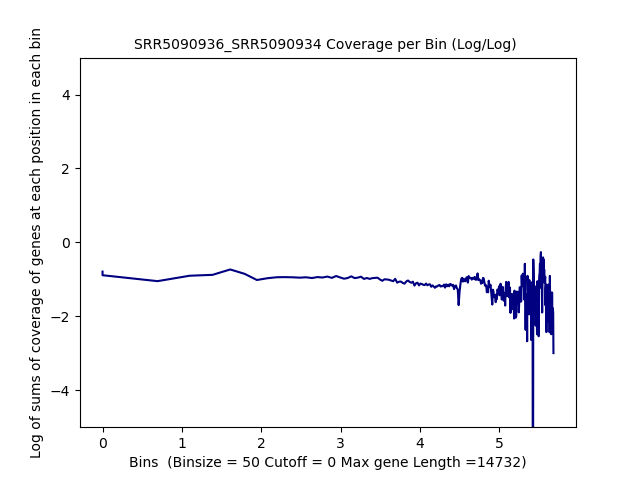 SRR5090936_SRR5090934 Coverage per Bin (Log/Log)
Log of sums of coverage of genes at each position in each bin
4
2
0
−2
−4
0 1 2 3 4 5
Bins  (Binsize = 50 Cutoff = 0 Max gene Length =14732)